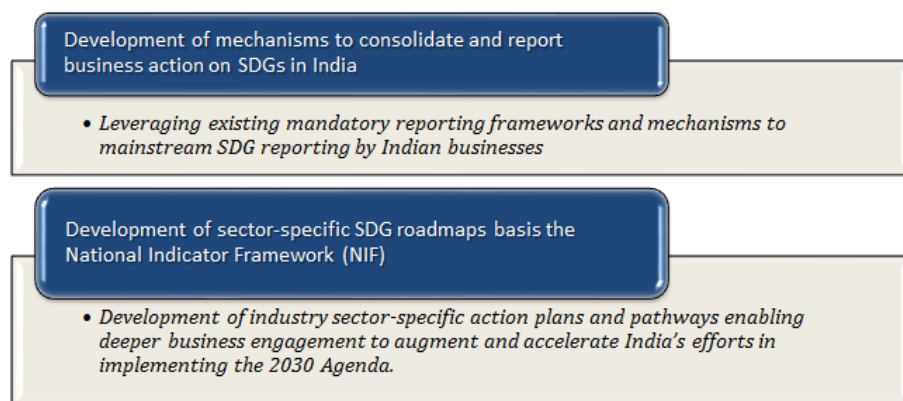 Development of mechanisms to consolidate and report
business action on SDGs in India
• Leveraging existing mandatory reporting frameworks and mechanisms to
mainstream SDG reporting by Indian businesses
Development of sector-specific SDG roadmaps basis the
National Indicator Framework (NIF)
• Development of industry sector-specific action plans and pathways enabling
deeper business engagement to augment and accelerate India’s efforts in
implementing the 2030 Agenda.